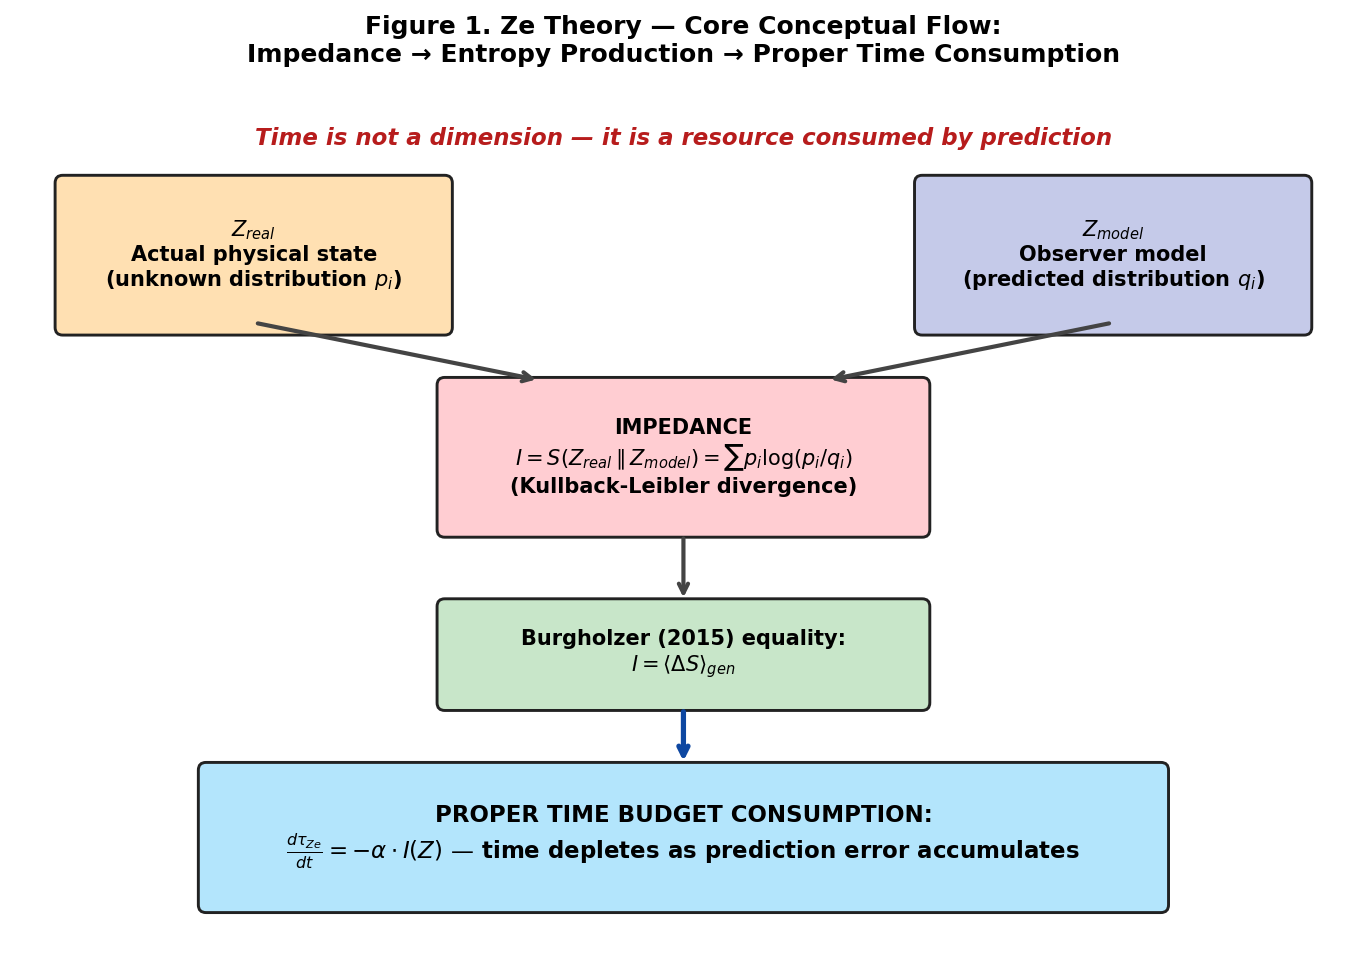 Figure 1. Ze Theory — Core Conceptual Flow:
Impedance → Entropy Production → Proper Time Consumption
Time is not a dimension — it is a resource consumed by prediction
Z_real
Actual physical state
(unknown distribution p_i)
Z_model
Observer model
(predicted distribution q_i)
IMPEDANCE
I = S(Z_real ∥ Z_model) = ∑ p_i log(p_i/q_i)
(Kullback-Leibler divergence)
Burgholzer (2015) equality:
I = ⟨ΔS⟩_gen
PROPER TIME BUDGET CONSUMPTION:
dτ_Ze/dt = −α · I(Z) — time depletes as prediction error accumulates